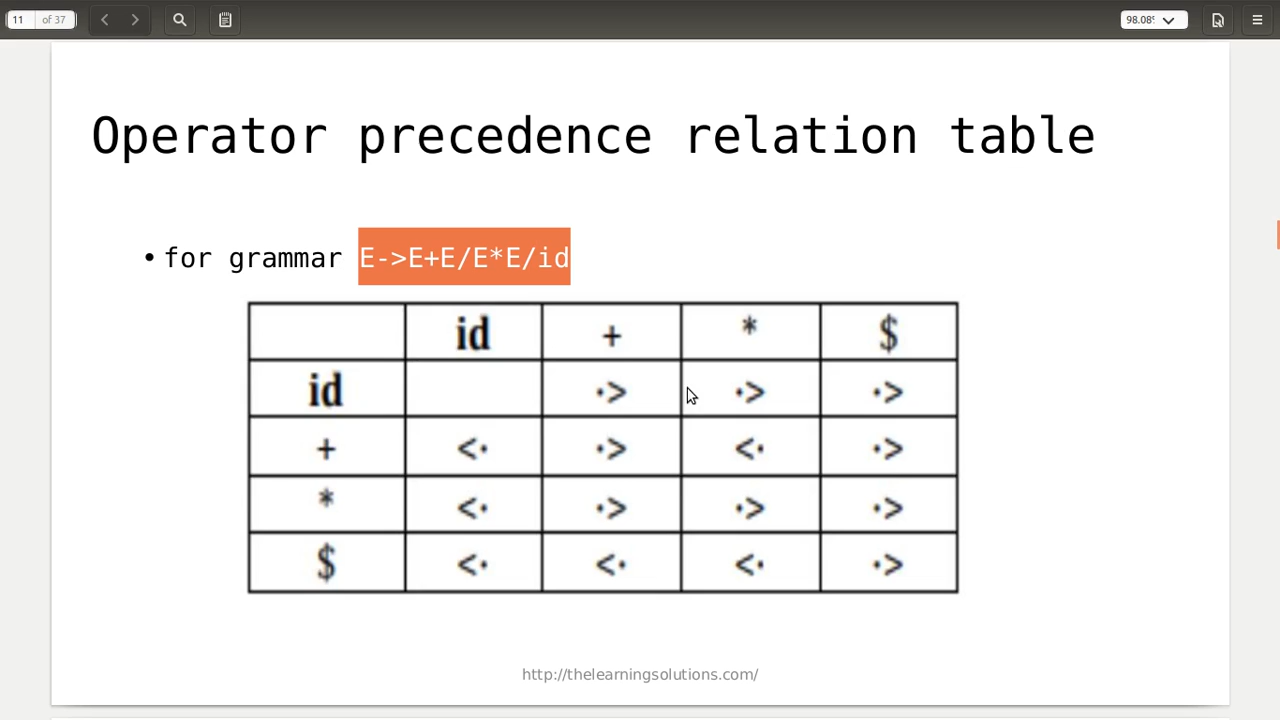 11 of 37 98.08%
Operator precedence relation table
• for grammar E->E+E/E*E/id
id + * $
id ·> ·> ·>
+ <· ·> <· ·>
* <· ·> ·> ·>
$ <· <· <· ·>
http://thelearningsolutions.com/